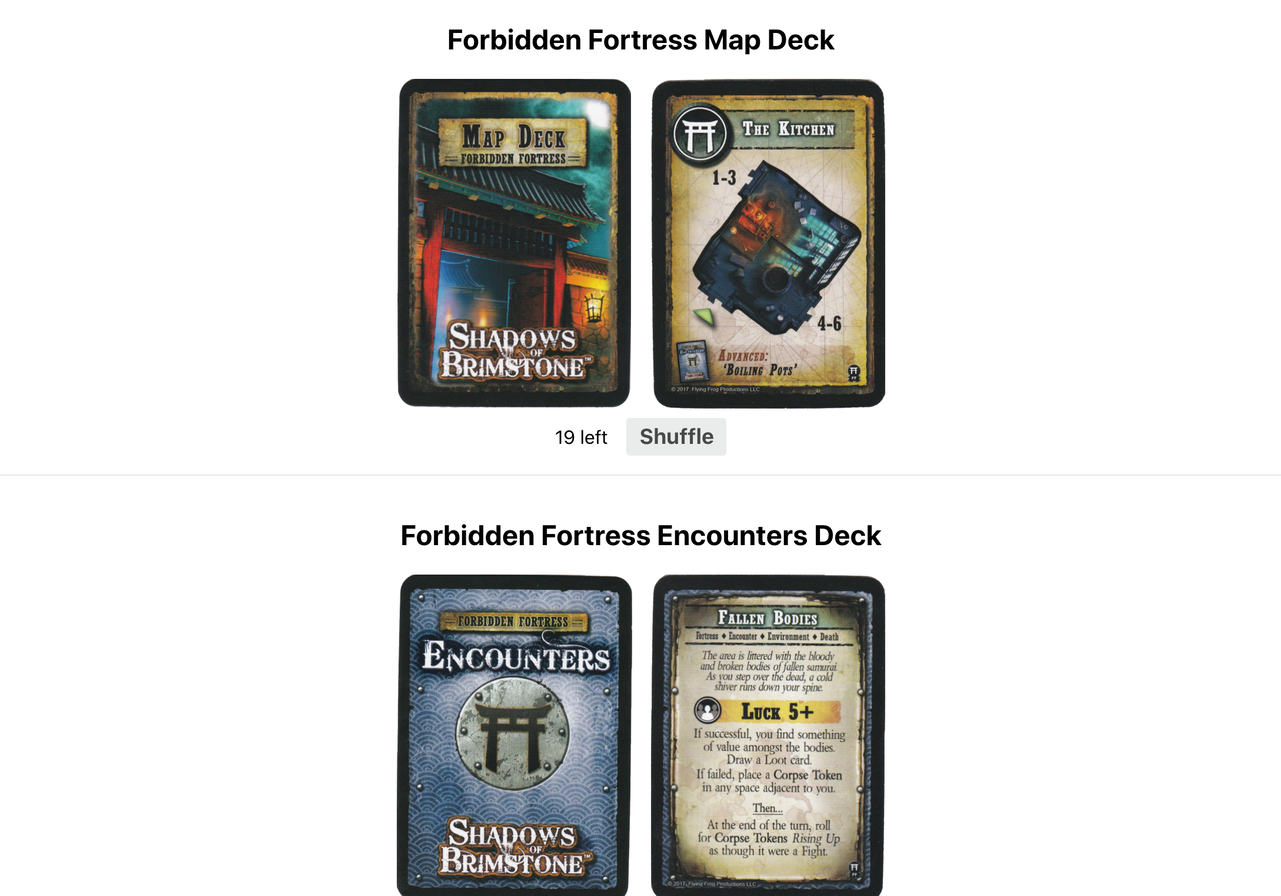 Forbidden Fortress Map Deck
MAP DECK
FORBIDDEN FORTRESS
SHADOWS
OF
BRIMSTONE™
THE KITCHEN
1-3
4-6
ADVANCED:
'BOILING POTS'
© 2017 Flying Frog Productions LLC
19 left
Shuffle
Forbidden Fortress Encounters Deck
FORBIDDEN FORTRESS
ENCOUNTERS
SHADOWS
OF
BRIMSTONE™
FALLEN BODIES
Fortress ♦ Encounter ♦ Environment ♦ Death
The area is littered with the bloody
and broken bodies of fallen samurai.
As you step over the dead, a cold
shiver runs down your spine.
LUCK 5+
If successful, you find something
of value amongst the bodies.
Draw a Loot card.
If failed, place a Corpse Token
in any space adjacent to you.
Then...
At the end of the turn, roll
for Corpse Tokens Rising Up
as though it were a Fight.
© 2017, Flying Frog Productions LLC